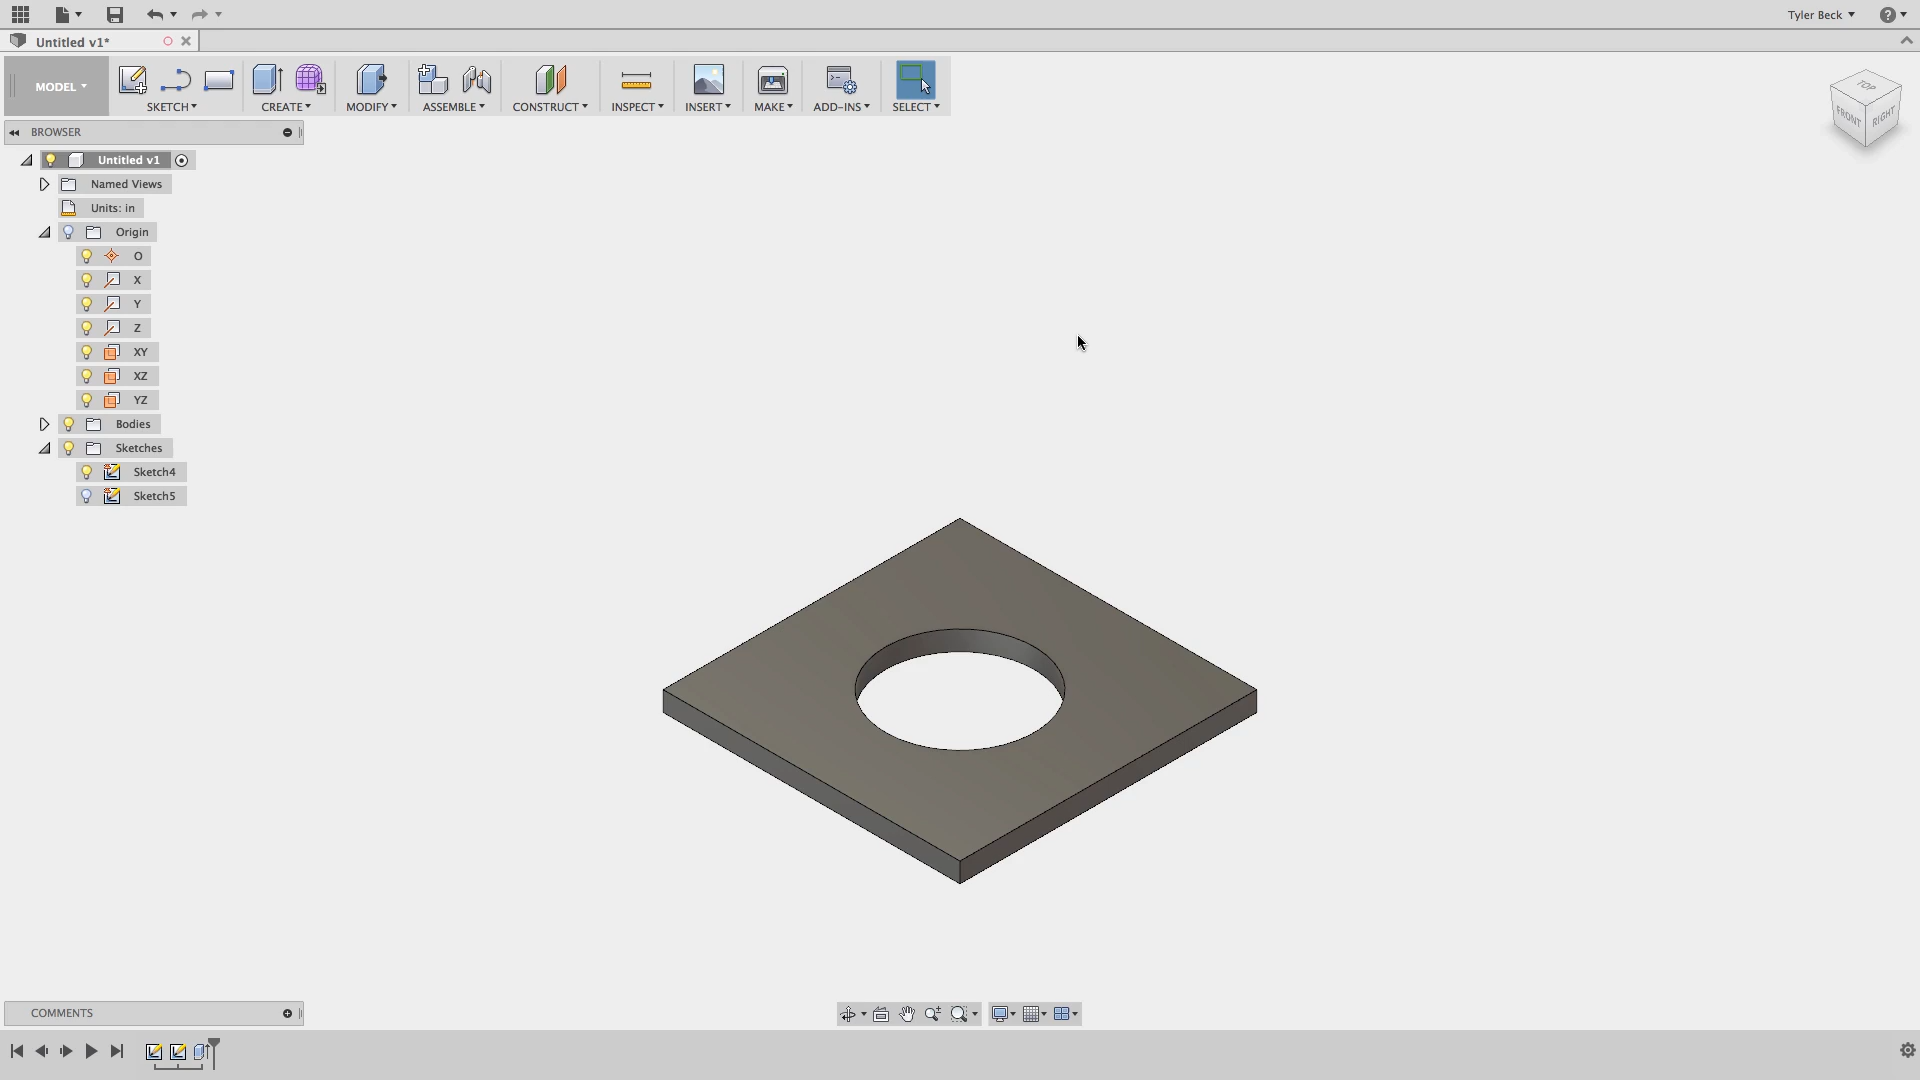 Tyler Beck
Untitled v1*
MODEL
SKETCH
CREATE
MODIFY
ASSEMBLE
CONSTRUCT
INSPECT
INSERT
MAKE
ADD-INS
SELECT
TOP
FRONT
RIGHT
BROWSER
Untitled v1
Named Views
Units: in
Origin
O
X
Y
Z
XY
XZ
YZ
Bodies
Sketches
Sketch4
Sketch5
COMMENTS